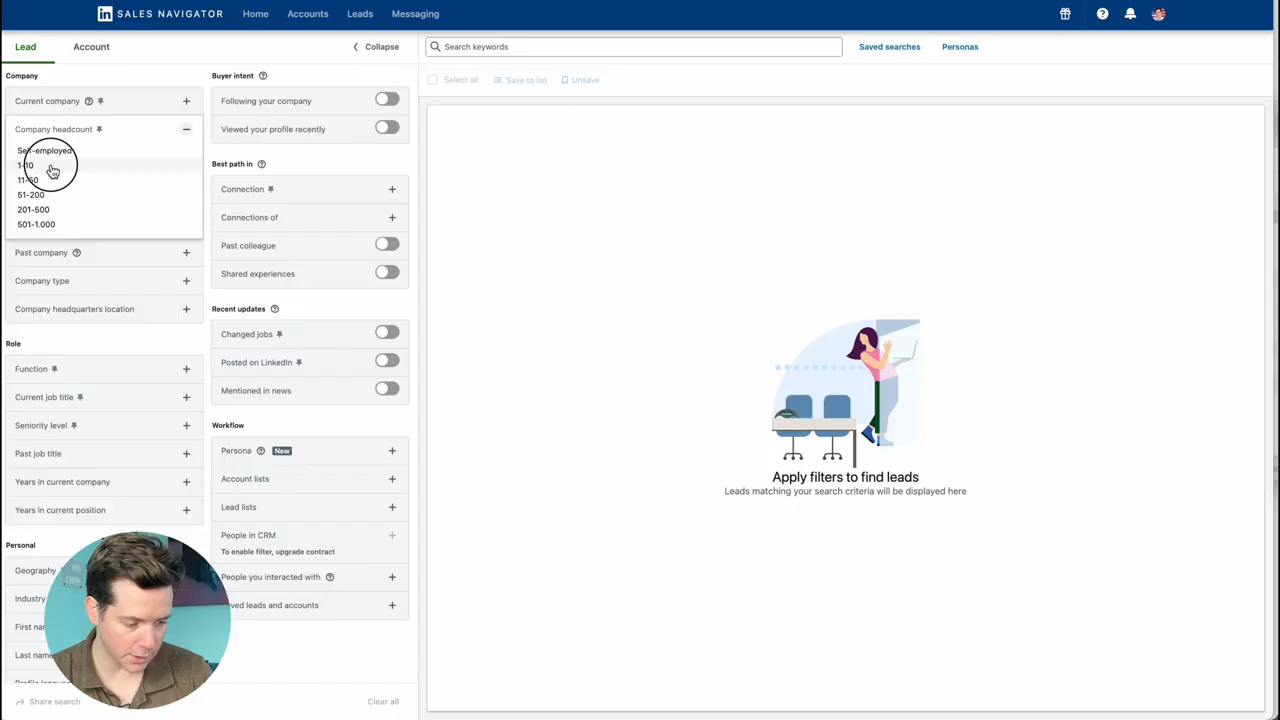 in SALES NAVIGATOR
Home
Accounts
Leads
Messaging
Lead
Account
Collapse
Search keywords
Saved searches
Personas
Select all
Save to list
Unsave
Company
Current company
Company headcount
Self-employed
1-10
11-50
51-200
201-500
501-1.000
Past company
Company type
Company headquarters location
Role
Function
Current job title
Seniority level
Past job title
Years in current company
Years in current position
Personal
Geography
Industry
Share search
Clear all
Buyer intent
Following your company
Viewed your profile recently
Best path in
Connection
Connections of
Past colleague
Shared experiences
Recent updates
Changed jobs
Posted on LinkedIn
Mentioned in news
Workflow
Persona New
Account lists
Lead lists
People in CRM
To enable filter, upgrade contract
People you interacted with
leads and accounts
Apply filters to find leads
Leads matching your search criteria will be displayed here